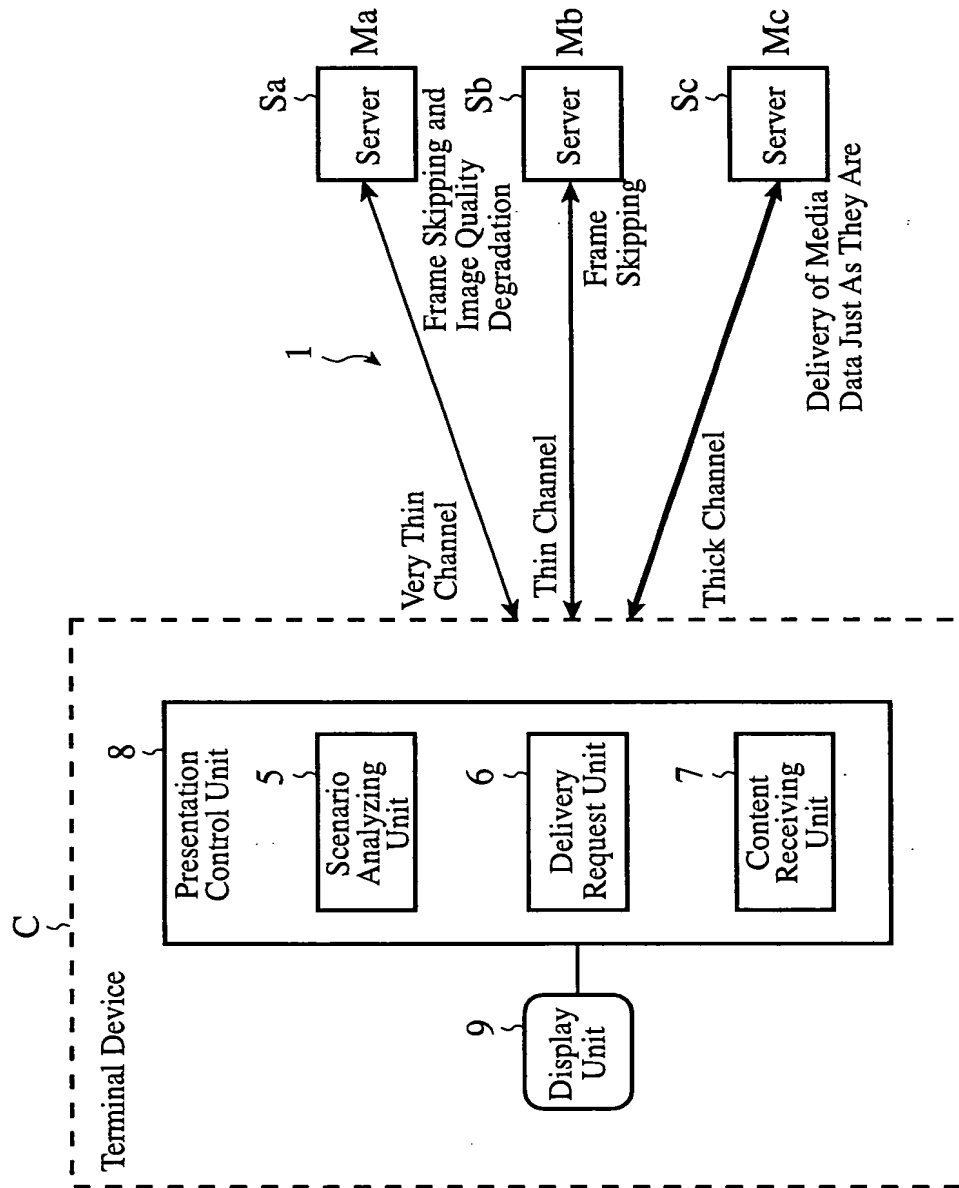 C
Terminal Device
8
Presentation
Control Unit
5
Scenario
Analyzing
Unit
6
Delivery
Request Unit
7
Content
Receiving
Unit
9
Display
Unit
1
Very Thin
Channel
Thin Channel
Thick Channel
Frame Skipping and
Image Quality
Degradation
Frame
Skipping
Delivery of Media
Data Just As They Are
Sa
Server
Ma
Sb
Server
Mb
Sc
Server
Mc